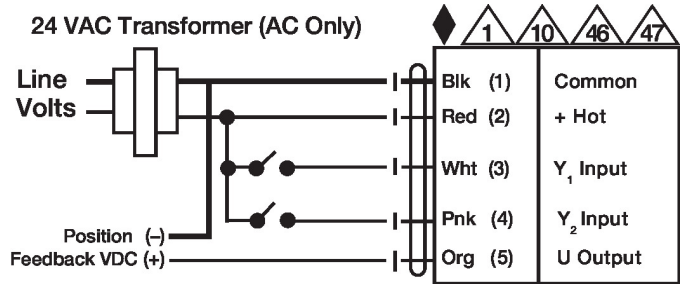 24 VAC Transformer (AC Only)
1 10 46 47
Line
Volts
Blk (1) Common
Red (2) + Hot
Wht (3) Y1 Input
Pnk (4) Y2 Input
Position (–)
Feedback VDC (+)
Org (5) U Output